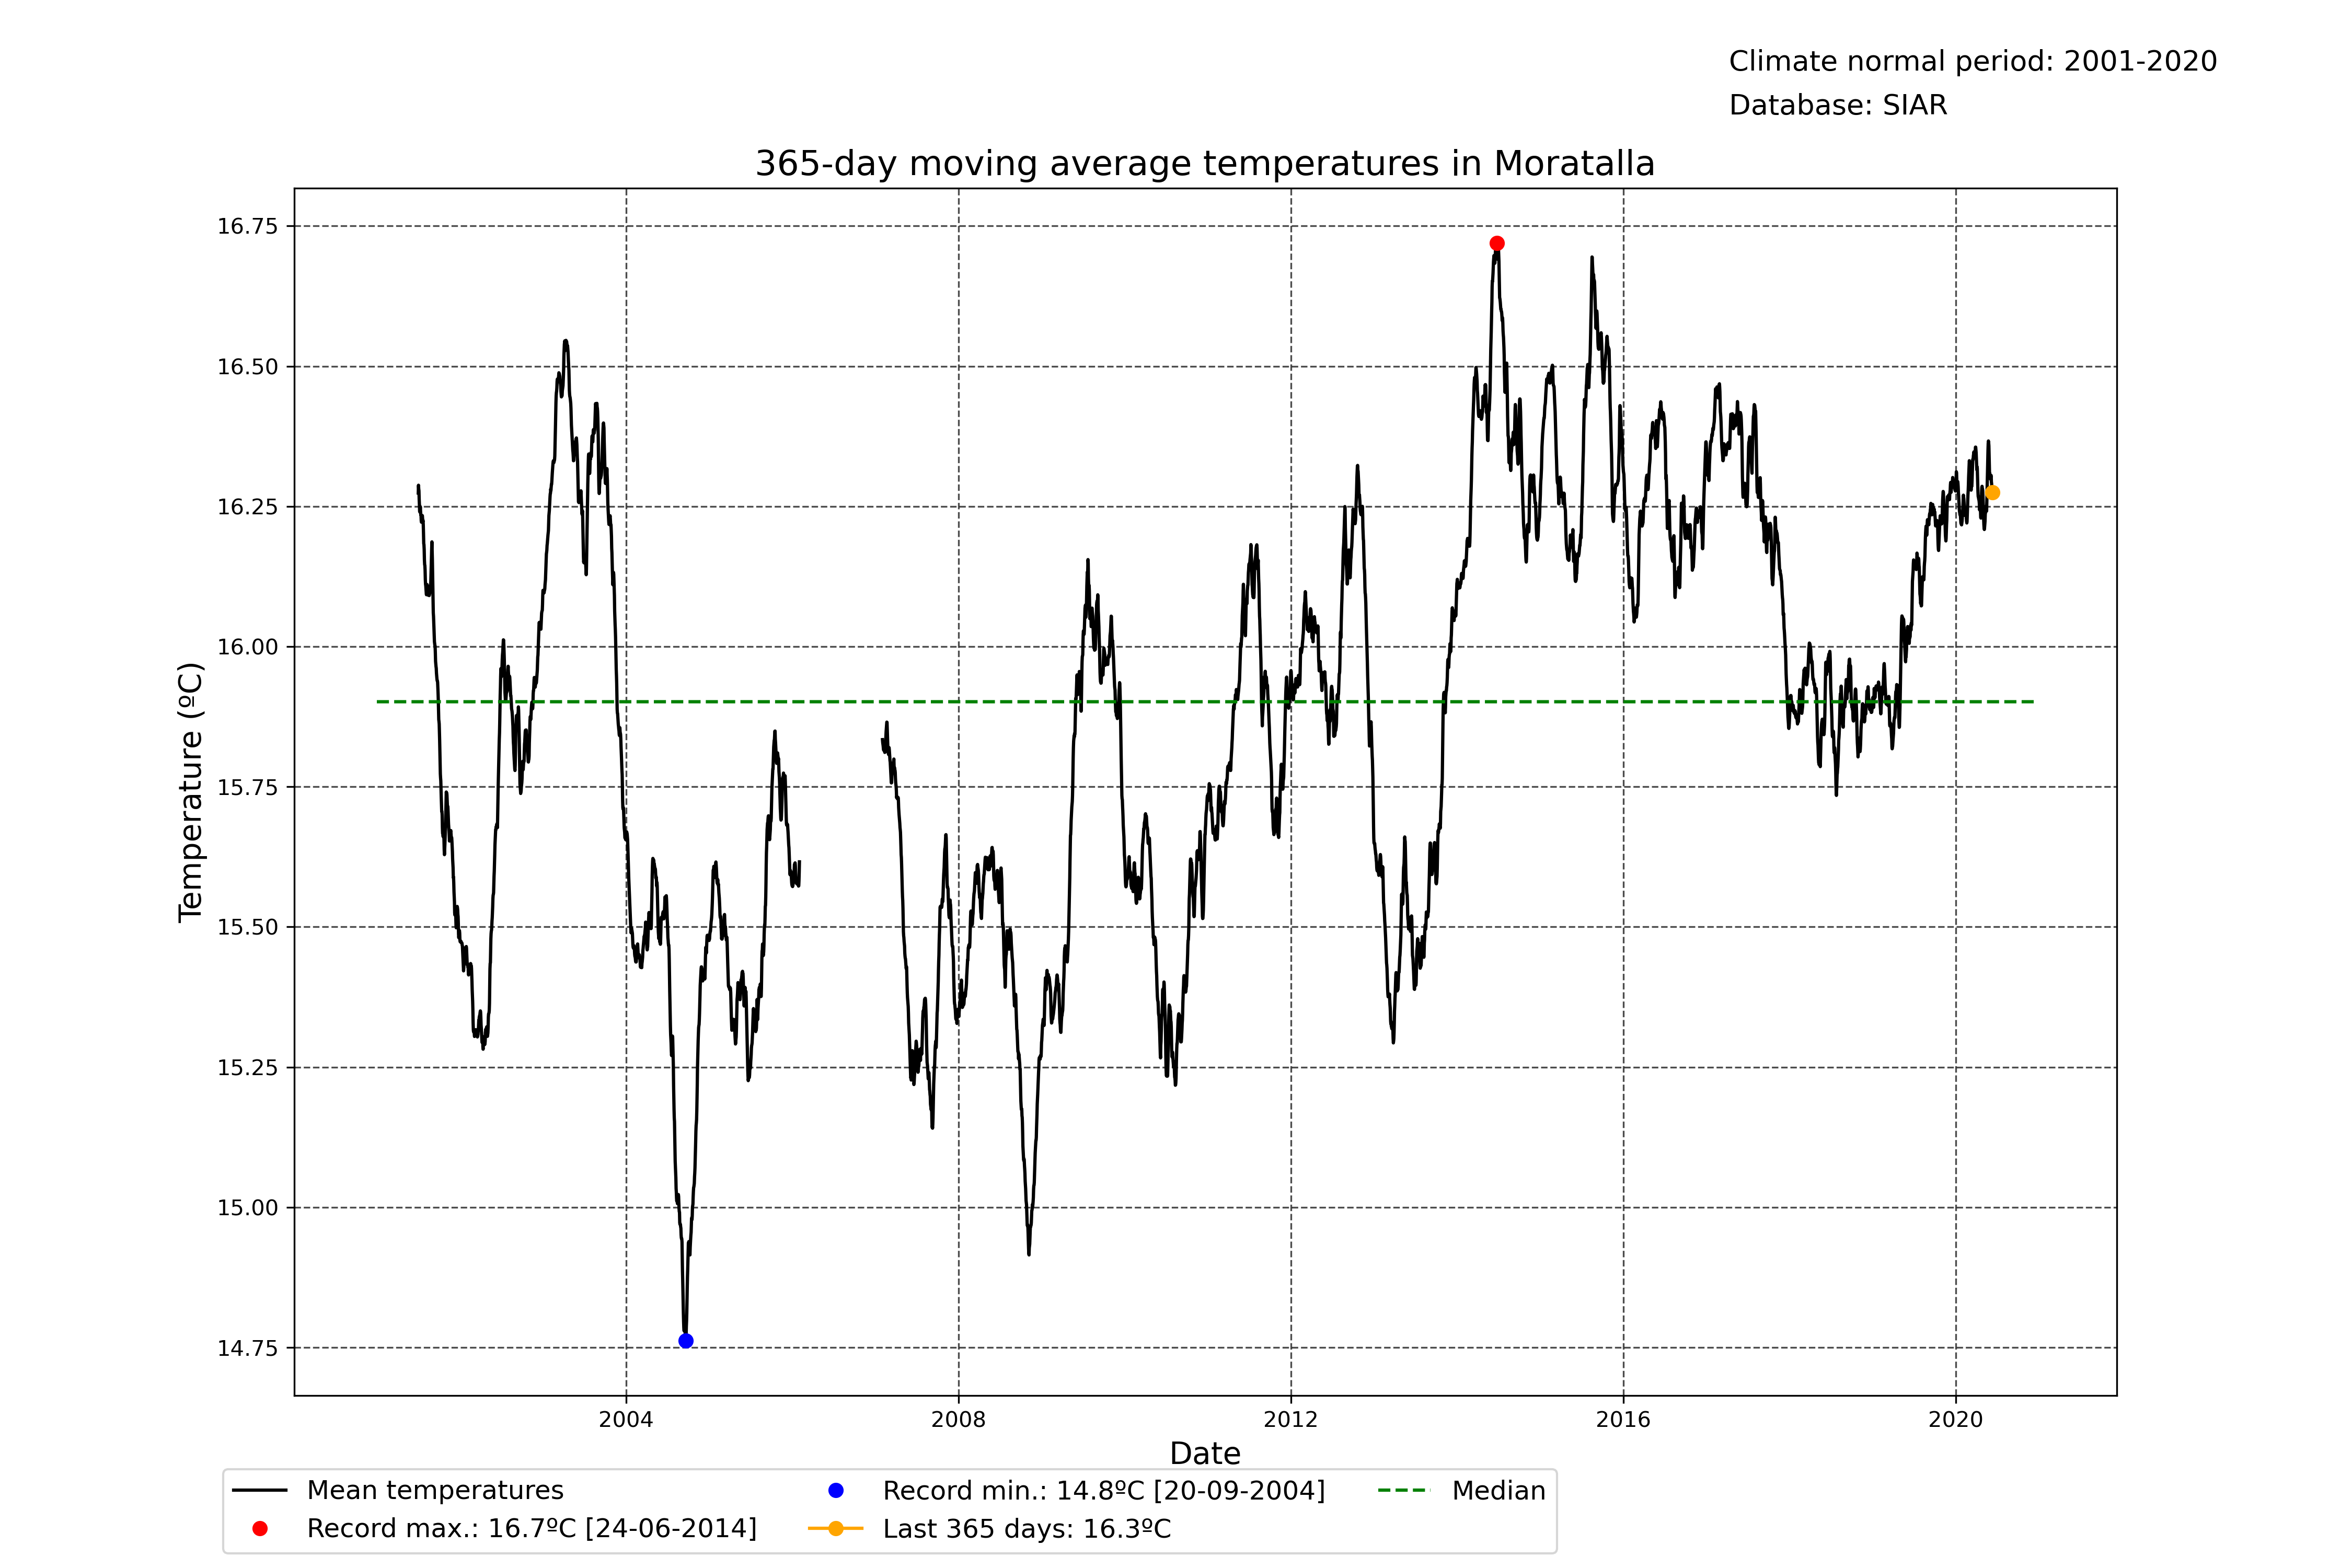 Climate normal period: 2001-2020
Database: SIAR
365-day moving average temperatures in Moratalla
16.75
16.50
16.25
16.00
15.75
15.50
15.25
15.00
14.75
Temperature (ºC)
2004 2008 2012 2016 2020
Date
Mean temperatures
Record max.: 16.7ºC [24-06-2014]
Record min.: 14.8ºC [20-09-2004]
Last 365 days: 16.3ºC
Median